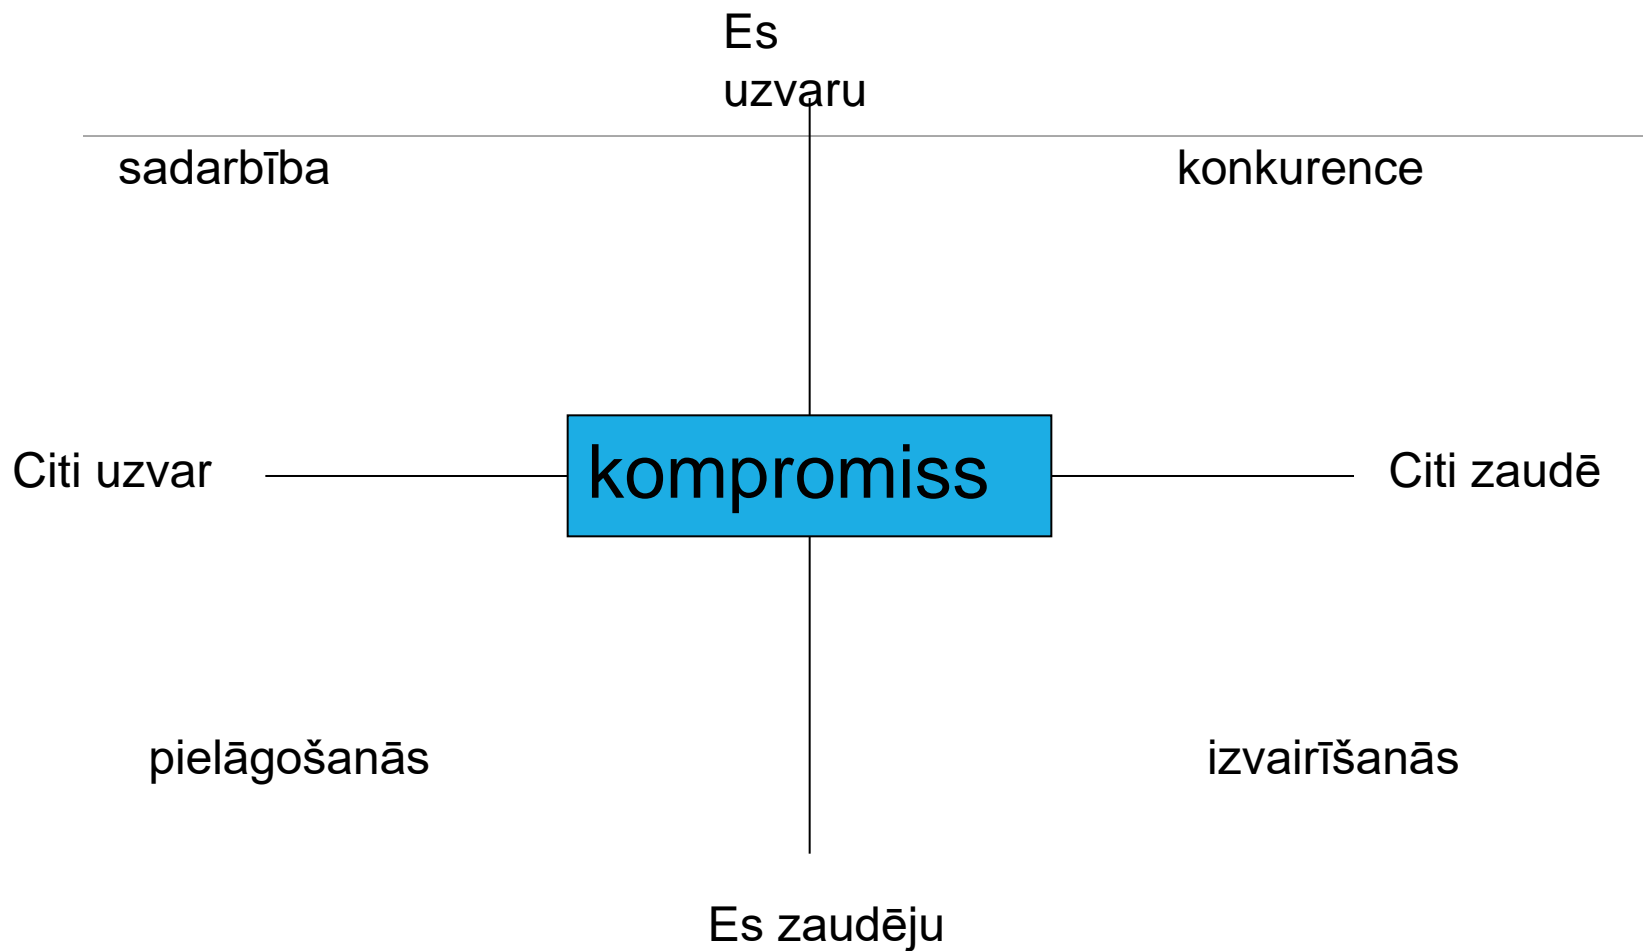 Es
uzvaru
sadarbība
konkurence
Citi uzvar
kompromiss
Citi zaudē
pielāgošanās
izvairīšanās
Es zaudēju